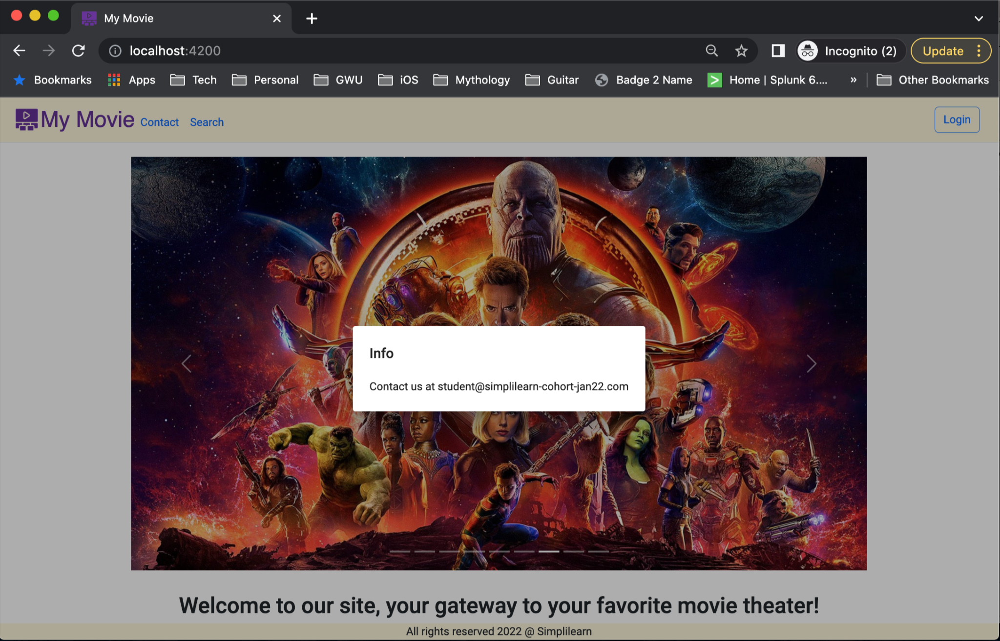 My Movie
localhost:4200
Incognito (2)
Update
Bookmarks
Apps
Tech
Personal
GWU
iOS
Mythology
Guitar
Badge 2 Name
Home | Splunk 6....
»
Other Bookmarks
My Movie
Contact
Search
Login
Info
Contact us at student@simplilearn-cohort-jan22.com
Welcome to our site, your gateway to your favorite movie theater!
All rights reserved 2022 @ Simplilearn